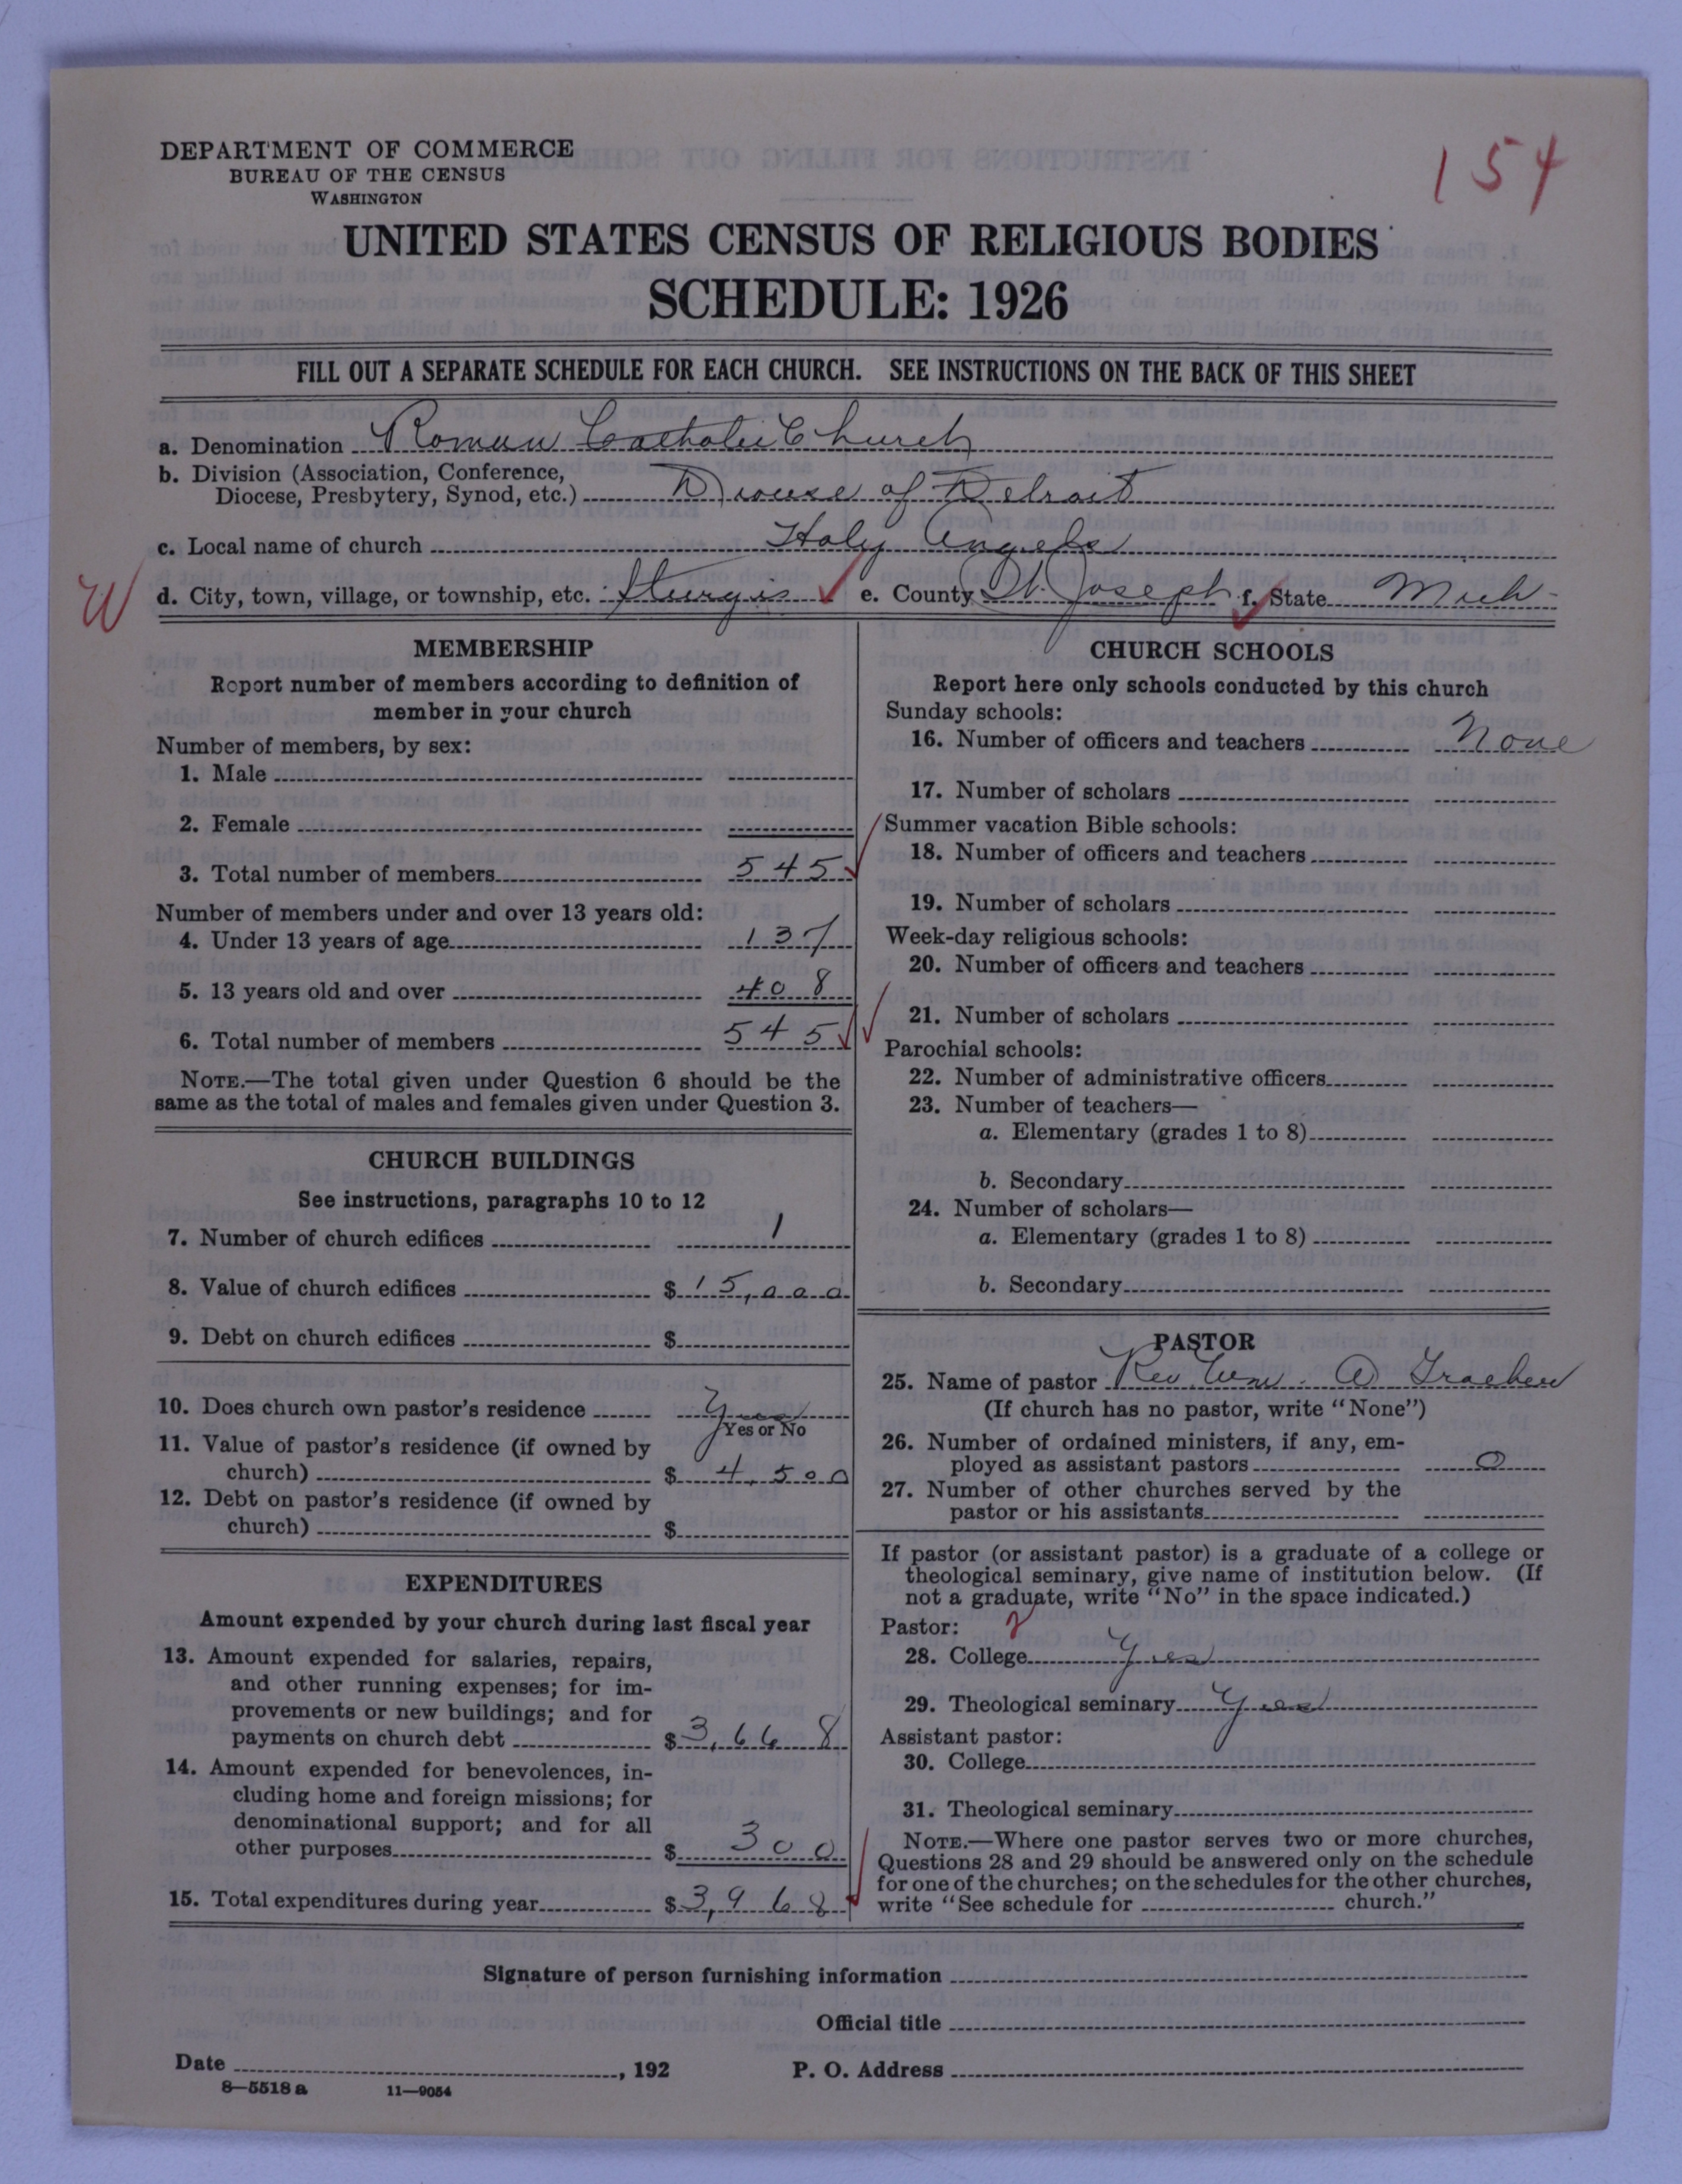 154
DEPARTMENT OF COMMERCE
BUREAU OF THE CENSUS
WASHINGTON
UNITED STATES CENSUS OF RELIGIOUS BODIES
SCHEDULE: 1926
FILL OUT A SEPARATE SCHEDULE FOR EACH CHURCH. SEE INSTRUCTIONS ON THE BACK OF THIS SHEET
a. Denomination Roman Catholic Church
b. Division (Association, Conference,
Diocese, Presbytery, Synod, etc.) Diocese of Detroit
c. Local name of church Holy Angels
W d. City, town, village, or township, etc. Sturgis e. County St. Joseph f. State Mich
MEMBERSHIP
Report number of members according to definition of
member in your church
Number of members, by sex:
1. Male
2. Female
3. Total number of members 545
Number of members under and over 13 years old:
4. Under 13 years of age 137
5. 13 years old and over 408
6. Total number of members 545
NOTE.—The total given under Question 6 should be the
same as the total of males and females given under Question 3.
CHURCH BUILDINGS
See instructions, paragraphs 10 to 12
7. Number of church edifices 1
8. Value of church edifices $ 15,000
9. Debt on church edifices $
10. Does church own pastor's residence Yes
Yes or No
11. Value of pastor's residence (if owned by
church) $ 4,500
12. Debt on pastor's residence (if owned by
church) $
EXPENDITURES
Amount expended by your church during last fiscal year
13. Amount expended for salaries, repairs,
and other running expenses; for im-
provements or new buildings; and for
payments on church debt $ 3,668
14. Amount expended for benevolences, in-
cluding home and foreign missions; for
denominational support; and for all
other purposes $ 300
15. Total expenditures during year $ 3,968
CHURCH SCHOOLS
Report here only schools conducted by this church
Sunday schools:
16. Number of officers and teachers None
17. Number of scholars
Summer vacation Bible schools:
18. Number of officers and teachers
19. Number of scholars
Week-day religious schools:
20. Number of officers and teachers
21. Number of scholars
Parochial schools:
22. Number of administrative officers
23. Number of teachers—
a. Elementary (grades 1 to 8)
b. Secondary
24. Number of scholars—
a. Elementary (grades 1 to 8)
b. Secondary
PASTOR
25. Name of pastor Rev. Wm. A
(If church has no pastor, write "None")
26. Number of ordained ministers, if any, em-
ployed as assistant pastors 0
27. Number of other churches served by the
pastor or his assistants
If pastor (or assistant pastor) is a graduate of a college or
theological seminary, give name of institution below. (If
not a graduate, write "No" in the space indicated.)
Pastor: 2
28. College Yes
29. Theological seminary Yes
Assistant pastor:
30. College
31. Theological seminary
NOTE.—Where one pastor serves two or more churches,
Questions 28 and 29 should be answered only on the schedule
for one of the churches; on the schedules for the other churches,
write "See schedule for church."
Signature of person furnishing information
Official title
Date , 192 P. O. Address
8—5518 a 11—9054